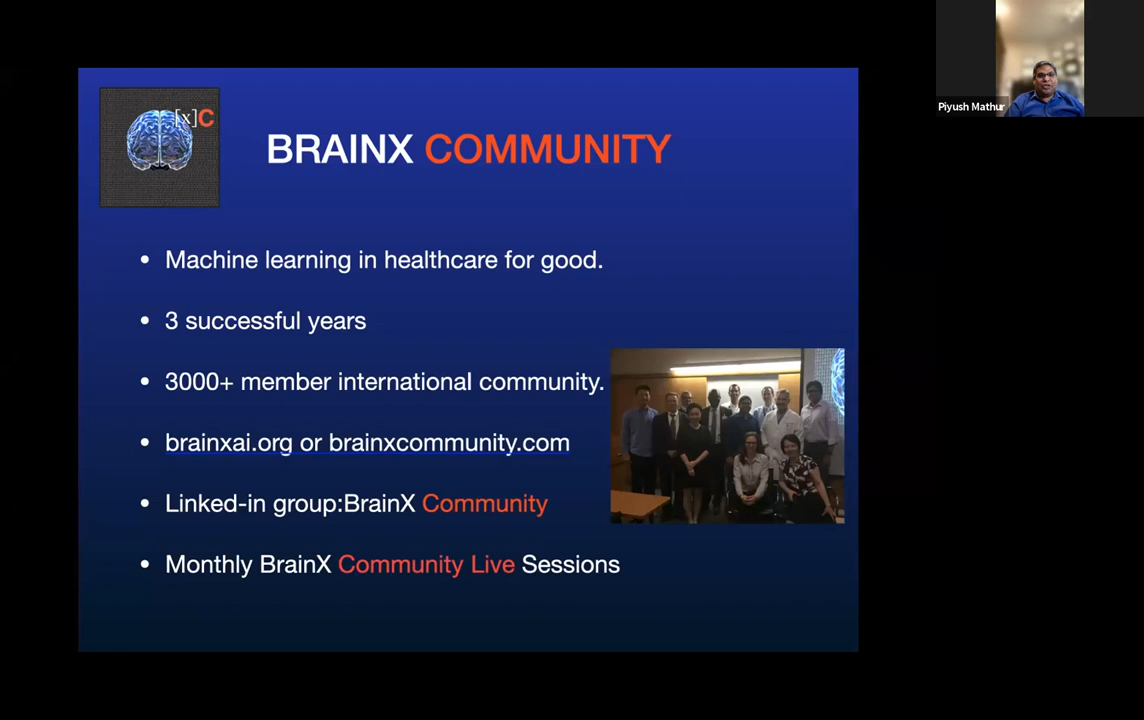 [x]C
BRAINX COMMUNITY
Piyush Mathur
• Machine learning in healthcare for good.
• 3 successful years
• 3000+ member international community.
• brainxai.org or brainxcommunity.com
• Linked-in group:BrainX Community
• Monthly BrainX Community Live Sessions